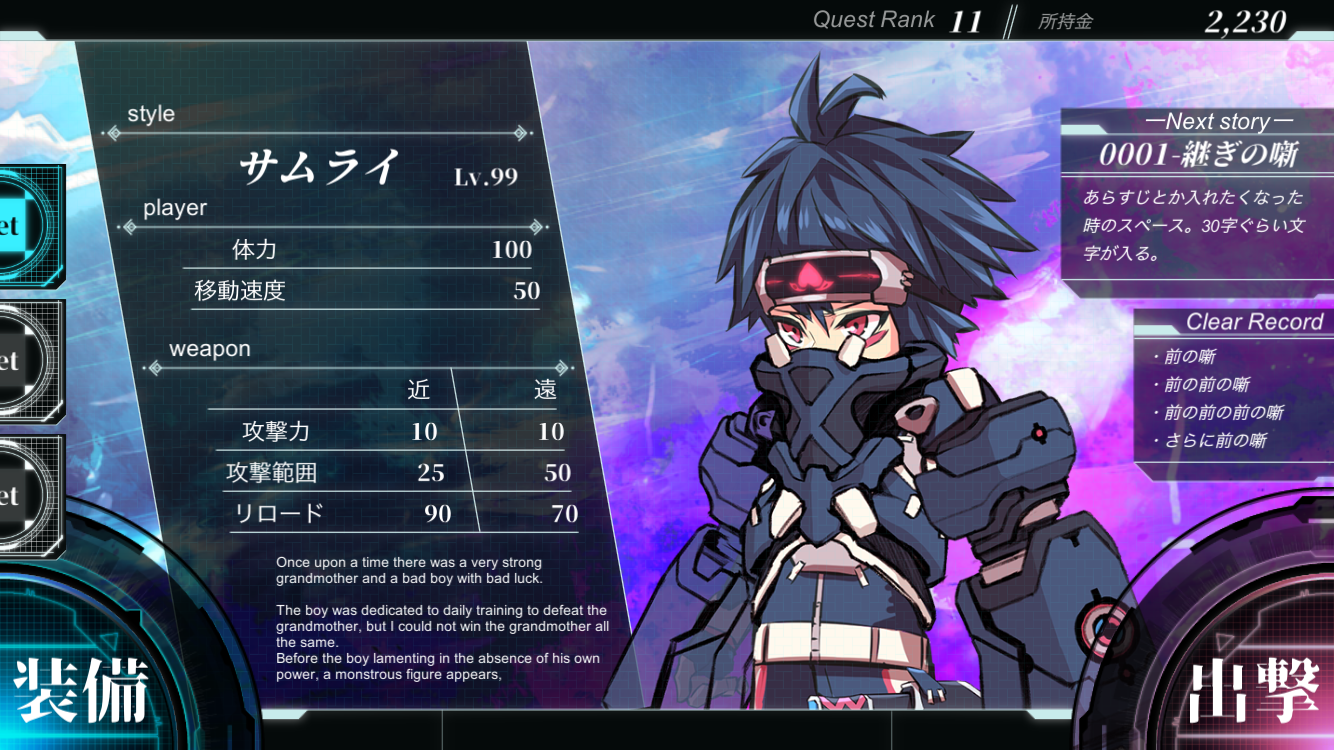 Quest Rank 11 所持金 2,230
style
サムライ Lv.99
player
体力 100
移動速度 50
weapon
近 遠
攻撃力 10 10
攻撃範囲 25 50
リロード 90 70
Once upon a time there was a very strong
grandmother and a bad boy with bad luck.
The boy was dedicated to daily training to defeat the
grandmother, but I could not win the grandmother all
the same.
Before the boy lamenting in the absence of his own
power, a monstrous figure appears,
et
et
et
装備
ーNext storyー
0001-継ぎの噺
あらすじとか入れたくなった
時のスペース。30字ぐらい文
字が入る。
Clear Record
・前の噺
・前の前の噺
・前の前の前の噺
・さらに前の噺
出撃